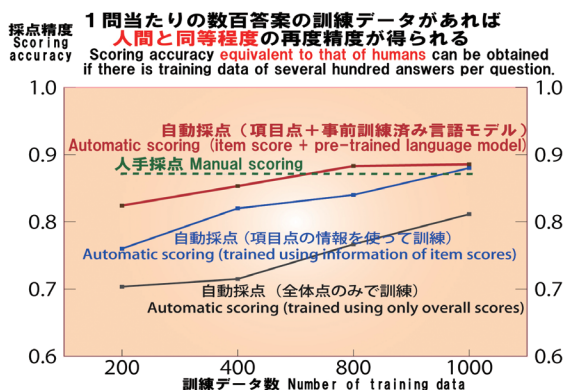 採点精度
Scoring
accuracy
１問当たりの数百答案の訓練データがあれば
人間と同等程度の再度精度が得られる
Scoring accuracy equivalent to that of humans can be obtained
if there is training data of several hundred answers per question.
1.0
1.0
自動採点（項目点＋事前訓練済み言語モデル）
Automatic scoring (item score + pre-trained language model)
0.9
0.9
人手採点 Manual scoring
0.8
0.8
自動採点（項目点の情報を使って訓練）
Automatic scoring (trained using information of item scores)
0.7
0.7
自動採点（全体点のみで訓練）
Automatic scoring (trained using only overall scores)
0.6
0.6
200
400
800
1000
訓練データ数 Number of training data